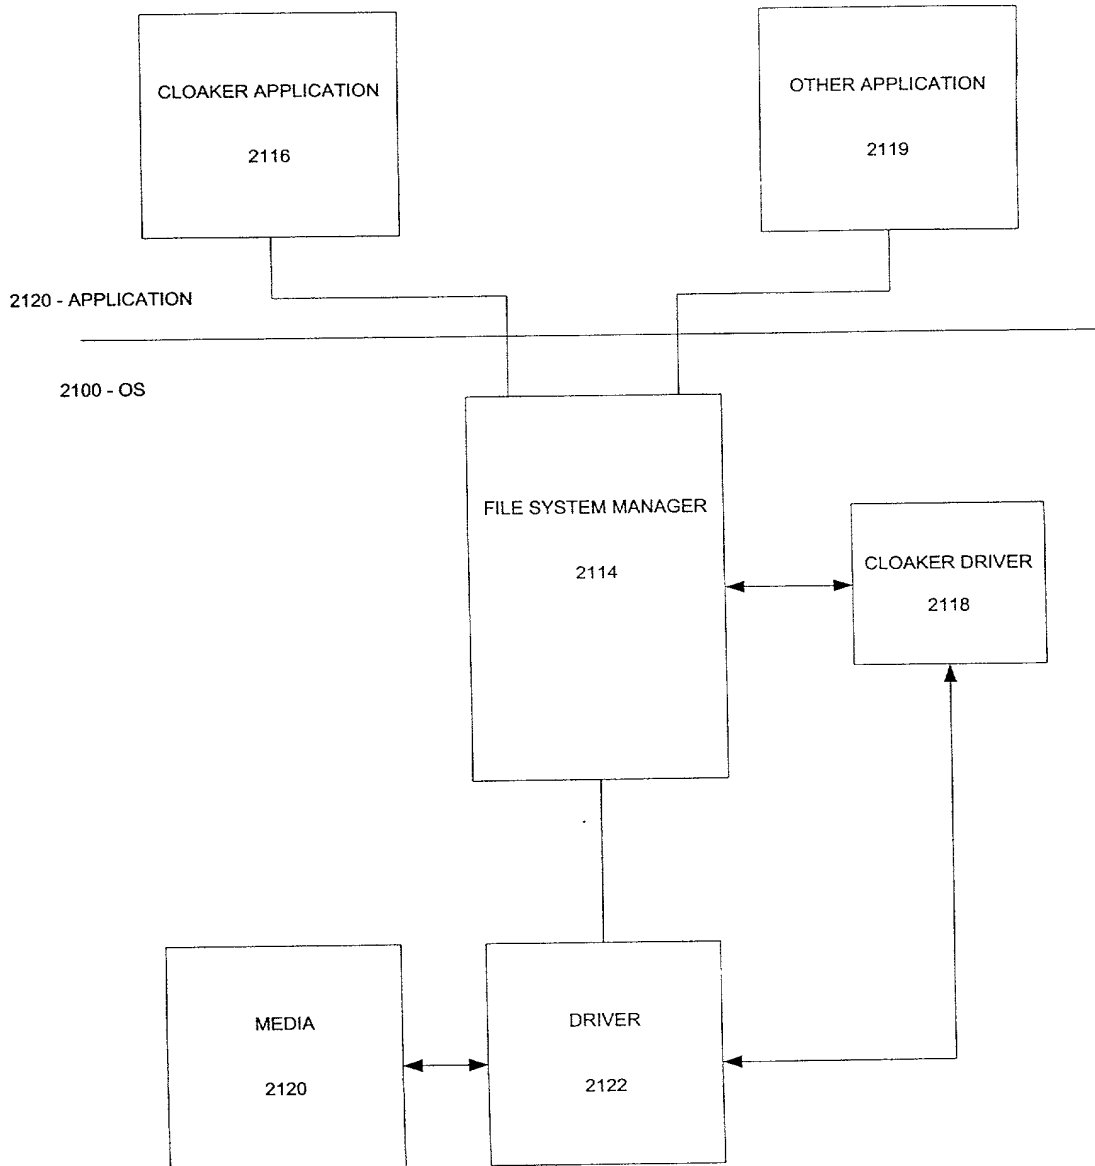 CLOAKER APPLICATION
2116
OTHER APPLICATION
2119
2120 - APPLICATION
2100 - OS
FILE SYSTEM MANAGER
2114
CLOAKER DRIVER
2118
MEDIA
2120
DRIVER
2122